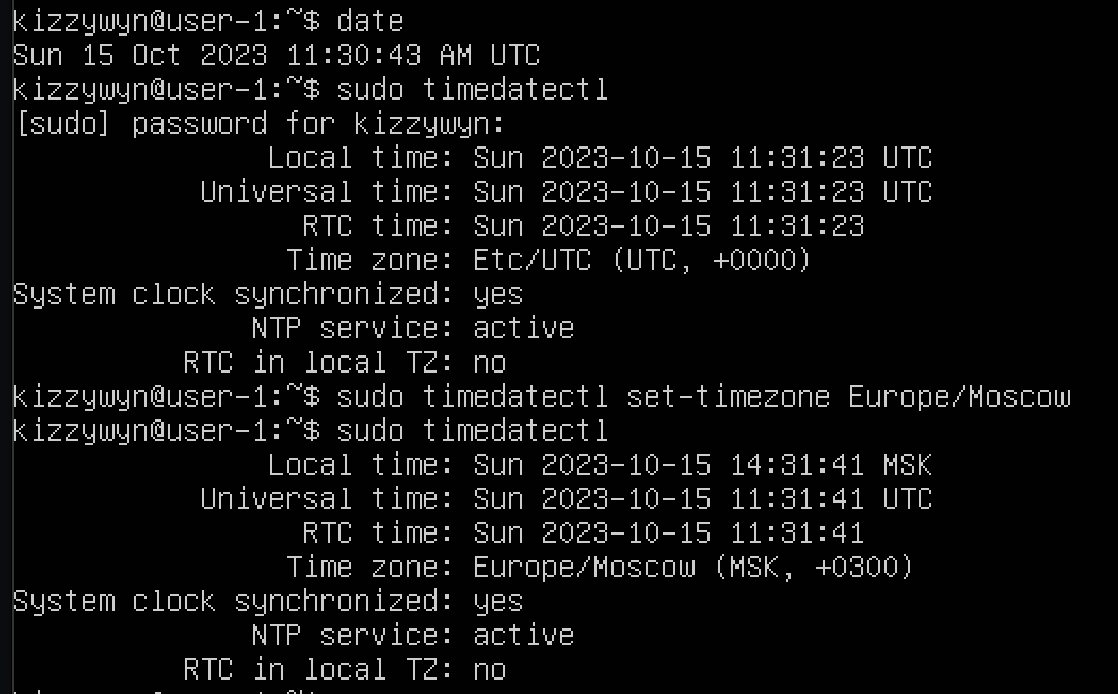 kizzywyn@user-1:~$ date
Sun 15 Oct 2023 11:30:43 AM UTC
kizzywyn@user-1:~$ sudo timedatectl
[sudo] password for kizzywyn:
Local time: Sun 2023-10-15 11:31:23 UTC
Universal time: Sun 2023-10-15 11:31:23 UTC
RTC time: Sun 2023-10-15 11:31:23
Time zone: Etc/UTC (UTC, +0000)
System clock synchronized: yes
NTP service: active
RTC in local TZ: no
kizzywyn@user-1:~$ sudo timedatectl set-timezone Europe/Moscow
kizzywyn@user-1:~$ sudo timedatectl
Local time: Sun 2023-10-15 14:31:41 MSK
Universal time: Sun 2023-10-15 11:31:41 UTC
RTC time: Sun 2023-10-15 11:31:41
Time zone: Europe/Moscow (MSK, +0300)
System clock synchronized: yes
NTP service: active
RTC in local TZ: no